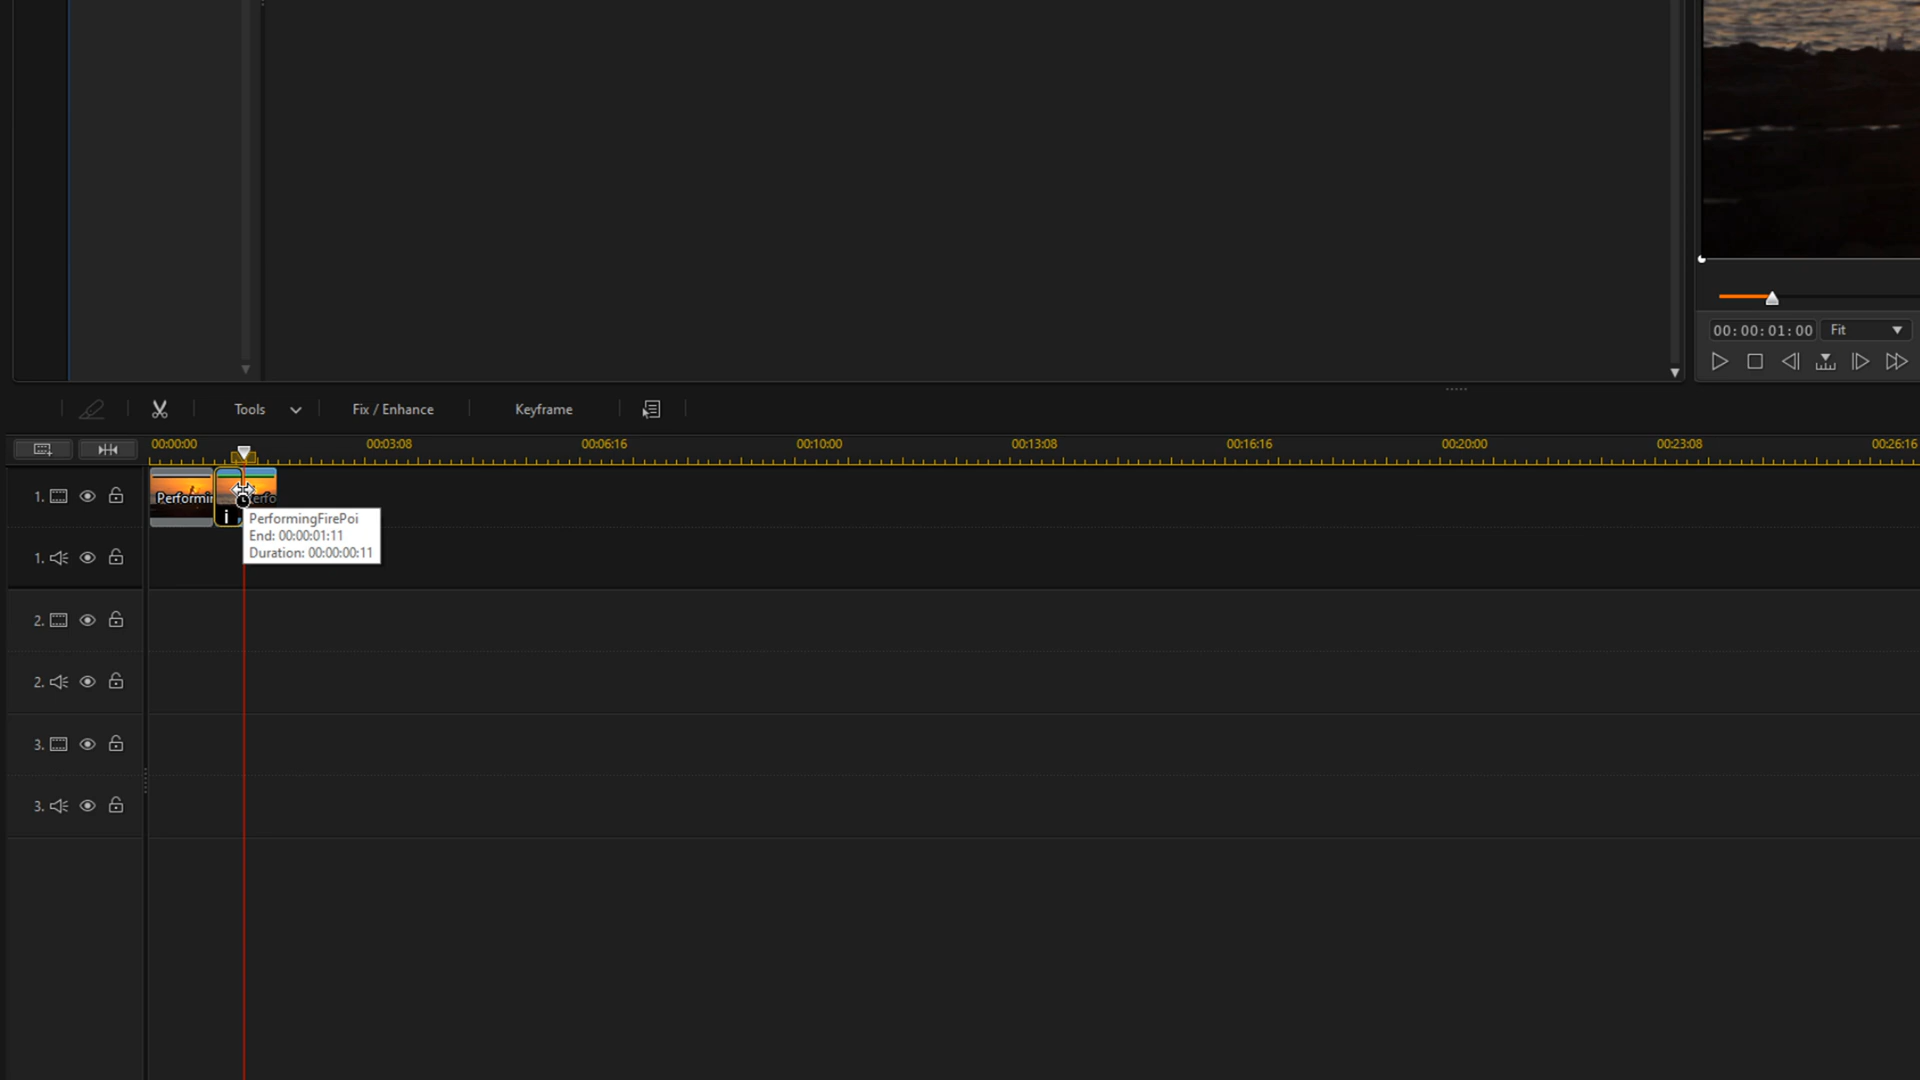 00:00:01:00 Fit
Tools Fix / Enhance Keyframe
00:00:00 00:03:08 00:06:16 00:10:00 00:13:08 00:16:16 00:20:00 00:23:08 00:26:16
1.
Performin
erfo
i
PerformingFirePoi
End: 00:00:01:11
Duration: 00:00:00:11
1.
2.
2.
3.
3.